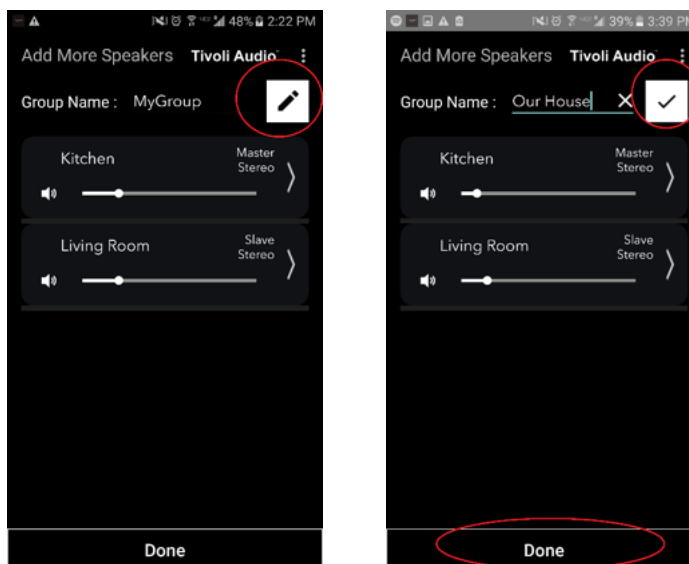 48% 2:22 PM
Add More Speakers Tivoli Audio
Group Name : MyGroup
Kitchen
Master
Stereo
Living Room
Slave
Stereo
Done
39% 3:39 PM
Add More Speakers Tivoli Audio
Group Name : Our House
Kitchen
Master
Stereo
Living Room
Slave
Stereo
Done